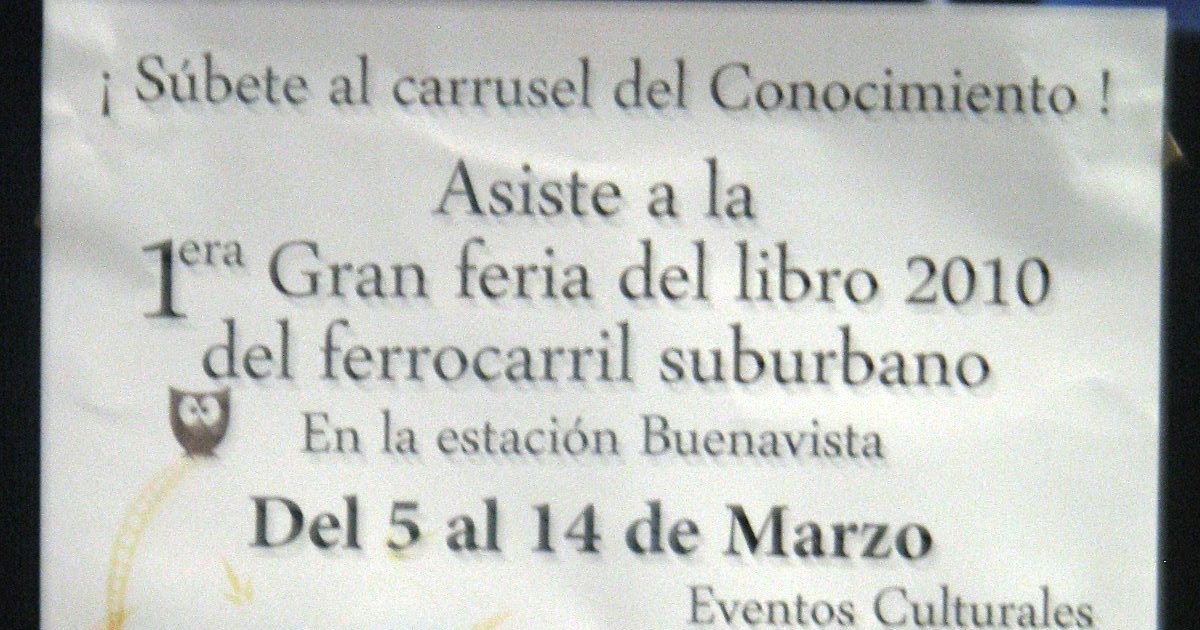 ¡ Súbete al carrusel del Conocimiento !
Asiste a la
1era Gran feria del libro 2010
del ferrocarril suburbano
En la estación Buenavista
Del 5 al 14 de Marzo
Eventos Culturales